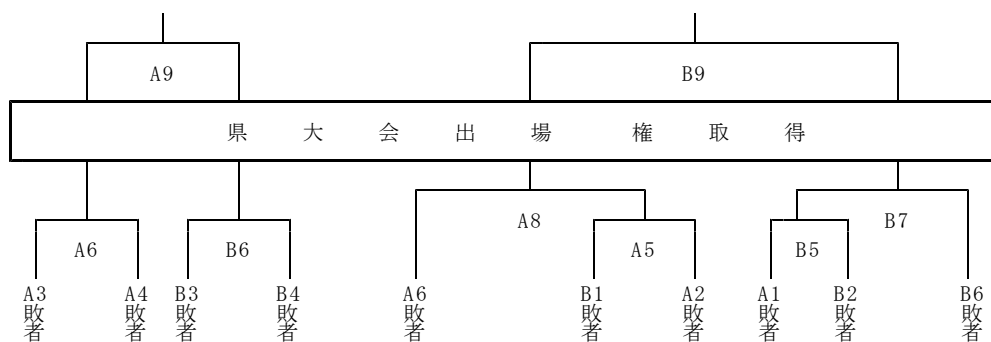 A9 B9
県大会出場 権取得
A8 B7
A6 B6 A5 B5
A3敗者 A4敗者 B3敗者 B4敗者 A6敗者 B1敗者 A2敗者 A1敗者 B2敗者 B6敗者